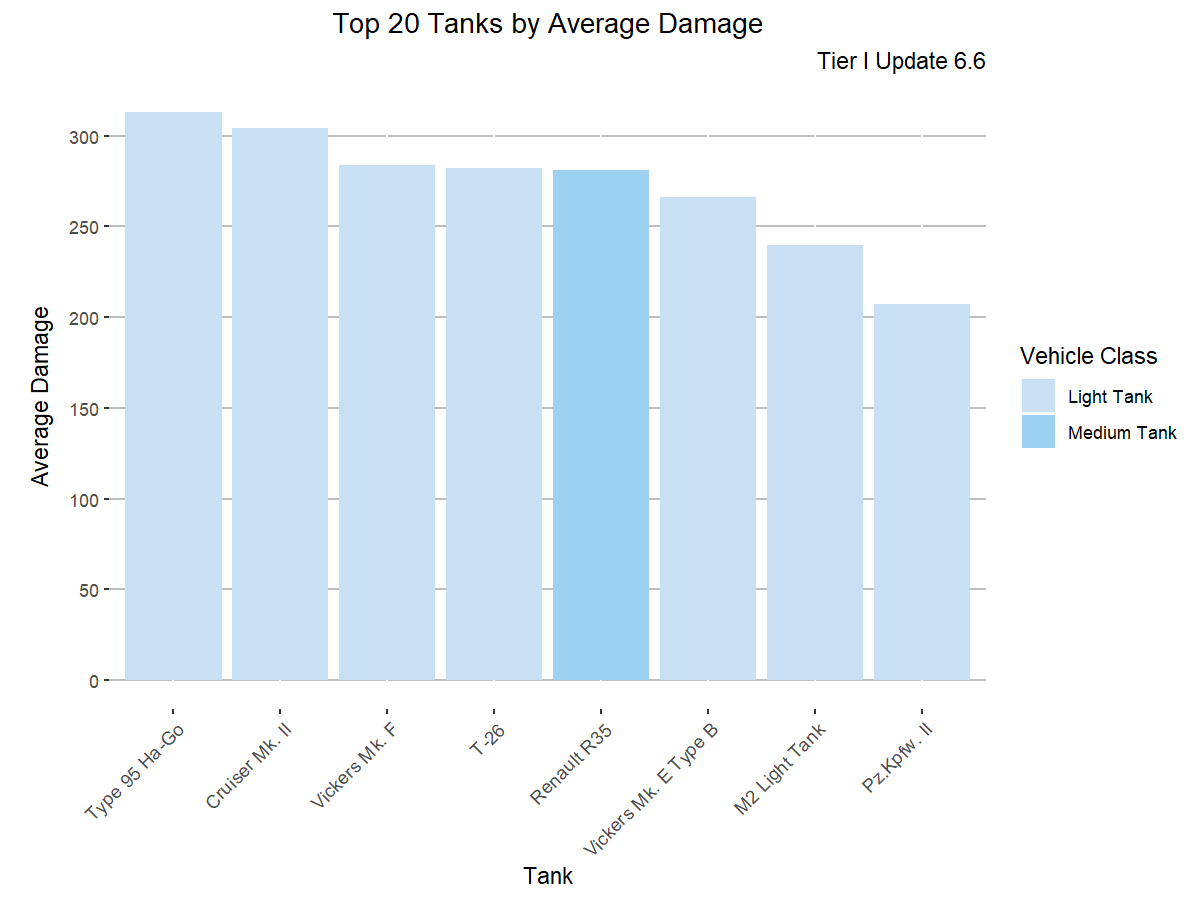 Top 20 Tanks by Average Damage
Tier I Update 6.6
300
250
200
150
100
50
0
Average Damage
Type 95 Ha-Go
Cruiser Mk. II
Vickers Mk. F
T-26
Renault R35
Vickers Mk. E Type B
M2 Light Tank
Pz.Kpfw. II
Tank
Vehicle Class
Light Tank
Medium Tank